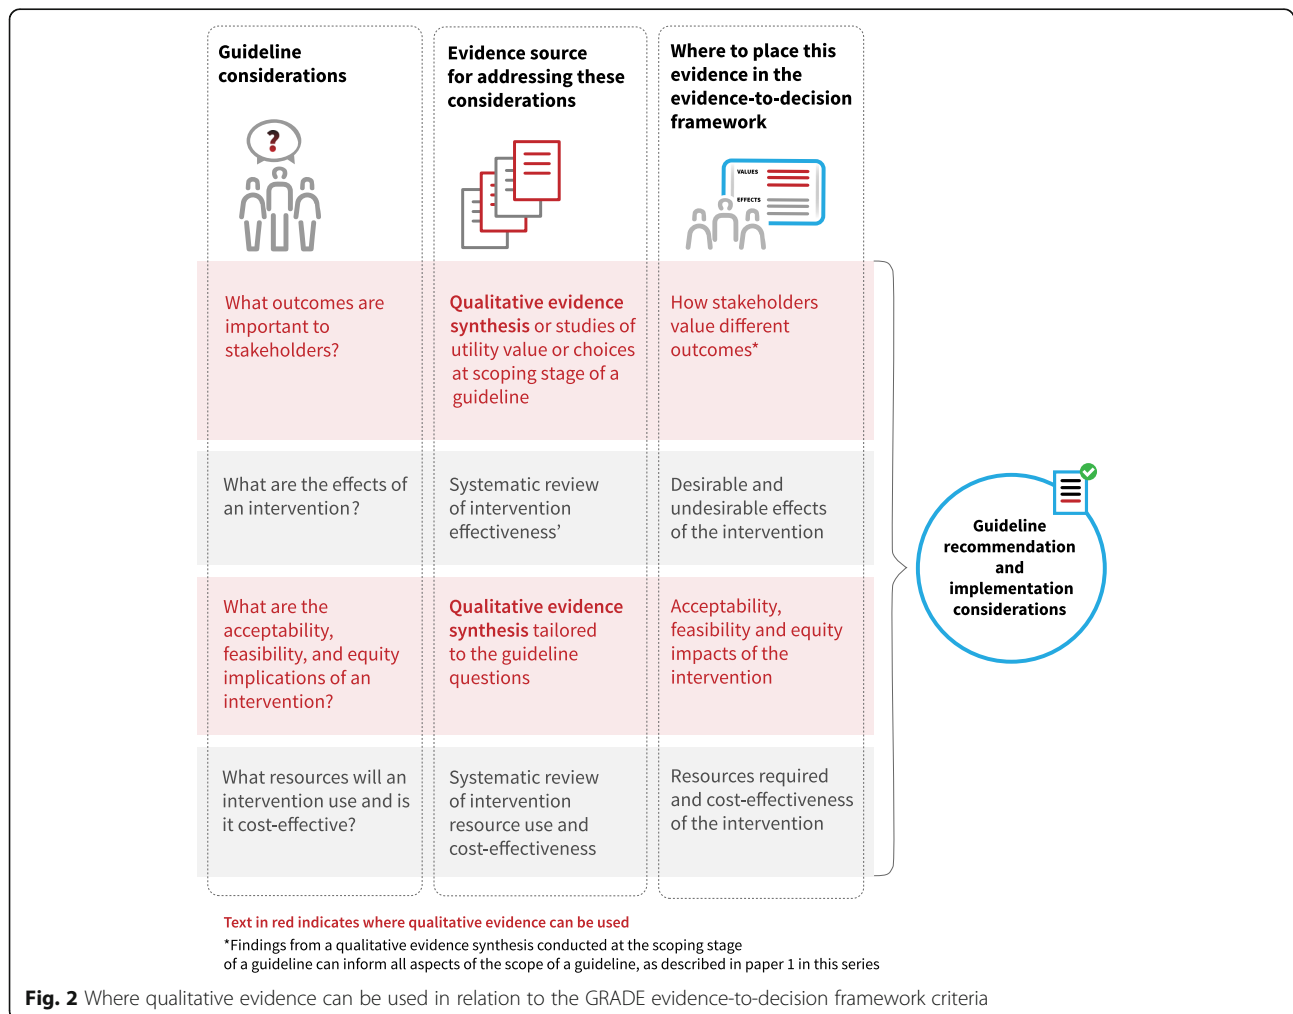 Guideline
considerations
Evidence source
for addressing these
considerations
Where to place this
evidence in the
evidence-to-decision
framework
?
VALUES
EFFECTS
What outcomes are
important to
stakeholders?
Qualitative evidence
synthesis or studies of
utility value or choices
at scoping stage of a
guideline
How stakeholders
value different
outcomes*
What are the effects of
an intervention?
Systematic review
of intervention
effectiveness’
Desirable and
undesirable effects
of the intervention
What are the
acceptability,
feasibility, and equity
implications of an
intervention?
Qualitative evidence
synthesis tailored
to the guideline
questions
Acceptability,
feasibility and equity
impacts of the
intervention
What resources will an
intervention use and is
it cost-effective?
Systematic review
of intervention
resource use and
cost-effectiveness
Resources required
and cost-effectiveness
of the intervention
Guideline
recommendation
and
implementation
considerations
Text in red indicates where qualitative evidence can be used
*Findings from a qualitative evidence synthesis conducted at the scoping stage
of a guideline can inform all aspects of the scope of a guideline, as described in paper 1 in this series
Fig. 2 Where qualitative evidence can be used in relation to the GRADE evidence-to-decision framework criteria